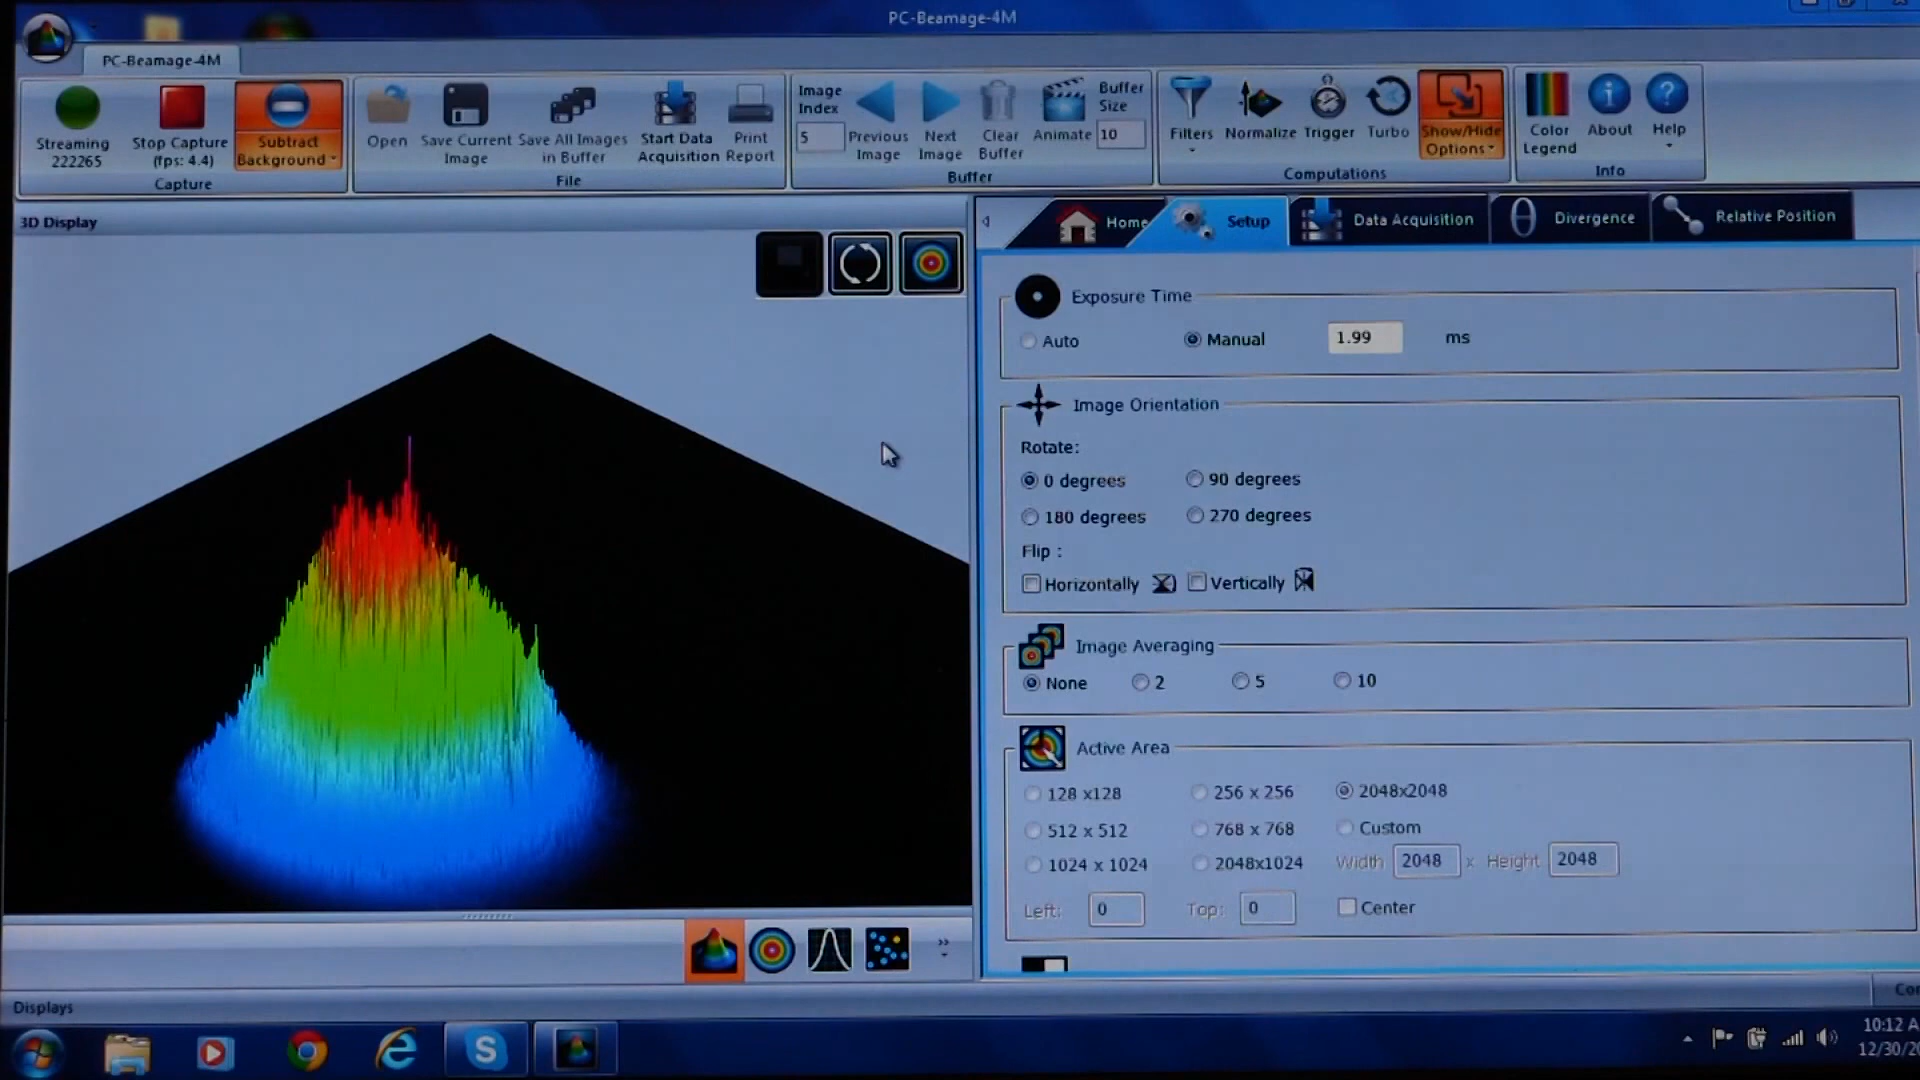 PC-Beamage-4M
PC-Beamage-4M
Streaming
222265
Stop Capture
(fps: 4.4)
Subtract
Background
Capture
Open
Save Current
Image
Save All Images
in Buffer
Start Data
Acquisition
Print
Report
File
Image
Index
5
Previous
Image
Next
Image
Clear
Buffer
Animate
Buffer
Size
10
Buffer
Filters
Normalize
Trigger
Turbo
Show/Hide
Options
Computations
Color
Legend
About
Help
Info
3D Display
Home
Setup
Data Acquisition
Divergence
Relative Position
Exposure Time
Auto
Manual
1.99
ms
Image Orientation
Rotate:
0 degrees
90 degrees
180 degrees
270 degrees
Flip :
Horizontally
Vertically
Image Averaging
None
2
5
10
Active Area
128 x128
256 x 256
2048x2048
512 x 512
768 x 768
Custom
1024 x 1024
2048x1024
Width
2048
x
Height
2048
Left:
0
Top:
0
Center
Displays
10:12 A
12/30/20